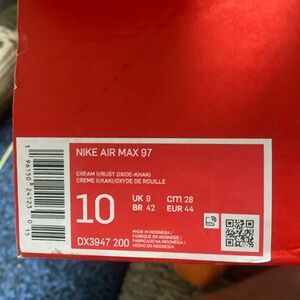 NIKE AIR MAX 97
CREAM II/RUST OXIDE-KHAKI
CREME II/KAKI/OXYDE DE ROUILLE
10
UK 9 CM 28
BR 42 EUR 44
DX3947 200
MADE IN INDONESIA /
FABRIQUE EN INDONESIE /
FABRICADO NA INDONESIA /
HECHO EN INDONESIA